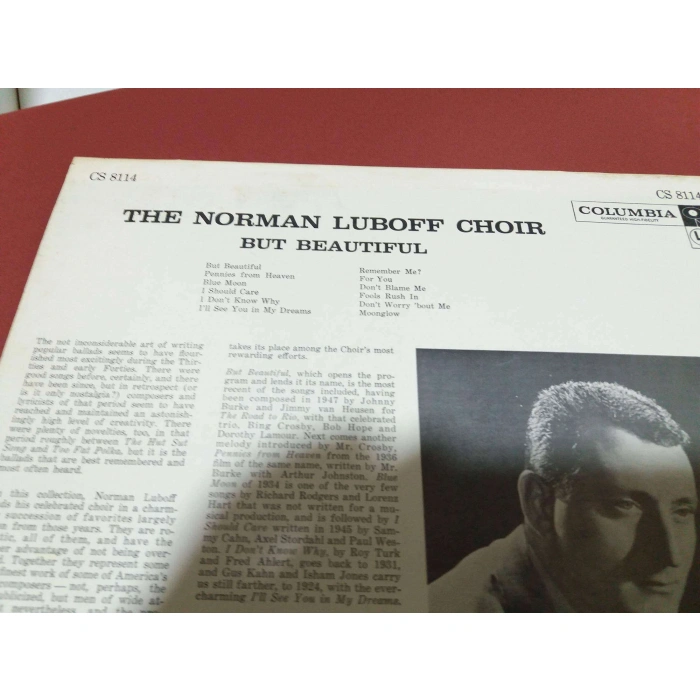 CS 8114
CS 8114
COLUMBIA
GUARANTEED HIGH-FIDELITY
THE NORMAN LUBOFF CHOIR
BUT BEAUTIFUL
But Beautiful
Pennies from Heaven
Blue Moon
I Should Care
I Don't Know Why
I'll See You in My Dreams
Remember Me?
For You
Don't Blame Me
Fools Rush In
Don't Worry 'bout Me
Moonglow
The not inconsiderable art of writing
popular ballads seems to have flour-
ished most excitingly during the Thir-
ties and early Forties. There were
good songs before, certainly, and there
have been since, but in retrospect (or
is it only nostalgia?) composers and
lyricists of that period seem to have
reached and maintained an astonish-
ingly high level of creativity. There
were plenty of novelties, too, in that
period roughly between The Hut Sut
Song and Too Fat Polka, but it is the
ballads that are best remembered and
most often heard.
this collection, Norman Luboff
ds his celebrated choir in a charm-
succession of favorites largely
n from those years. They are ro-
tic, all of them, and have the
er advantage of not being over-
. Together they represent some
best work of some of America's
composers—not, perhaps, the
blicized, but men of wide at-
nevertheless, and the
takes its place among the Choir's most
rewarding efforts.
But Beautiful, which opens the pro-
gram and lends it its name, is the most
recent of the songs included, having
been composed in 1947 by Johnny
Burke and Jimmy van Heusen for
The Road to Rio, with that celebrated
trio, Bing Crosby, Bob Hope and
Dorothy Lamour. Next comes another
melody introduced by Mr. Crosby,
Pennies from Heaven from the 1936
film of the same name, written by Mr.
Burke with Arthur Johnston. Blue
Moon of 1934 is one of the very few
songs by Richard Rodgers and Lorenz
Hart that was not written for a mu-
sical production, and is followed by I
Should Care written in 1945 by Sam-
my Cahn, Axel Stordahl and Paul Wes-
ton. I Don't Know Why, by Roy Turk
and Fred Ahlert, goes back to 1931,
and Gus Kahn and Isham Jones carry
us still farther, to 1924, with the ever-
charming I'll See You in My Dreams.